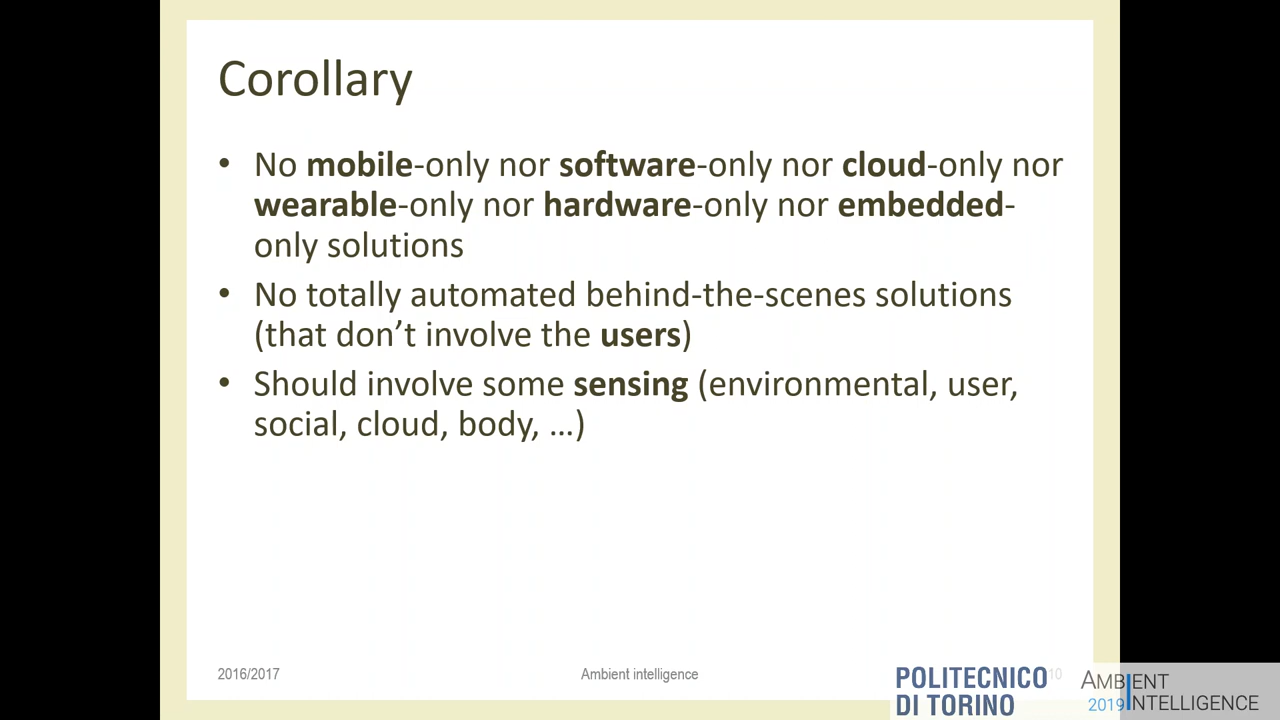 Corollary
• No mobile-only nor software-only nor cloud-only nor
wearable-only nor hardware-only nor embedded-
only solutions
• No totally automated behind-the-scenes solutions
(that don’t involve the users)
• Should involve some sensing (environmental, user,
social, cloud, body, …)
2016/2017
Ambient intelligence
10
POLITECNICO
DI TORINO
AMBIENT
2019 INTELLIGENCE